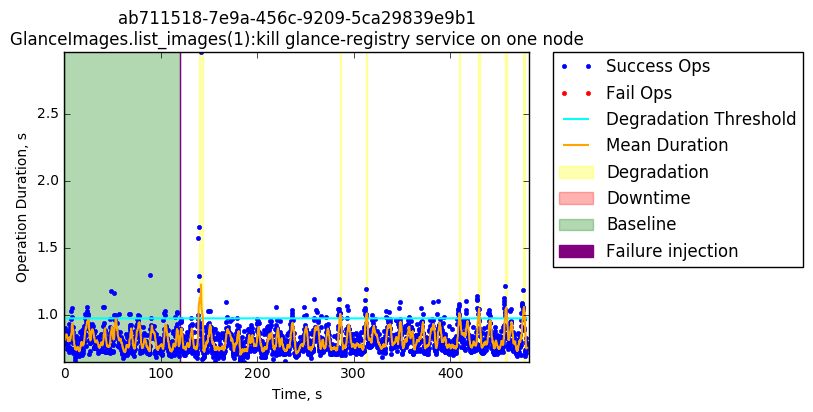 ab711518-7e9a-456c-9209-5ca29839e9b1
GlanceImages.list_images(1):kill glance-registry service on one node
Success Ops
Fail Ops
Degradation Threshold
Mean Duration
Degradation
Downtime
Baseline
Failure injection
Operation Duration, s
2.5
2.0
1.5
1.0
0
100
200
300
400
Time, s